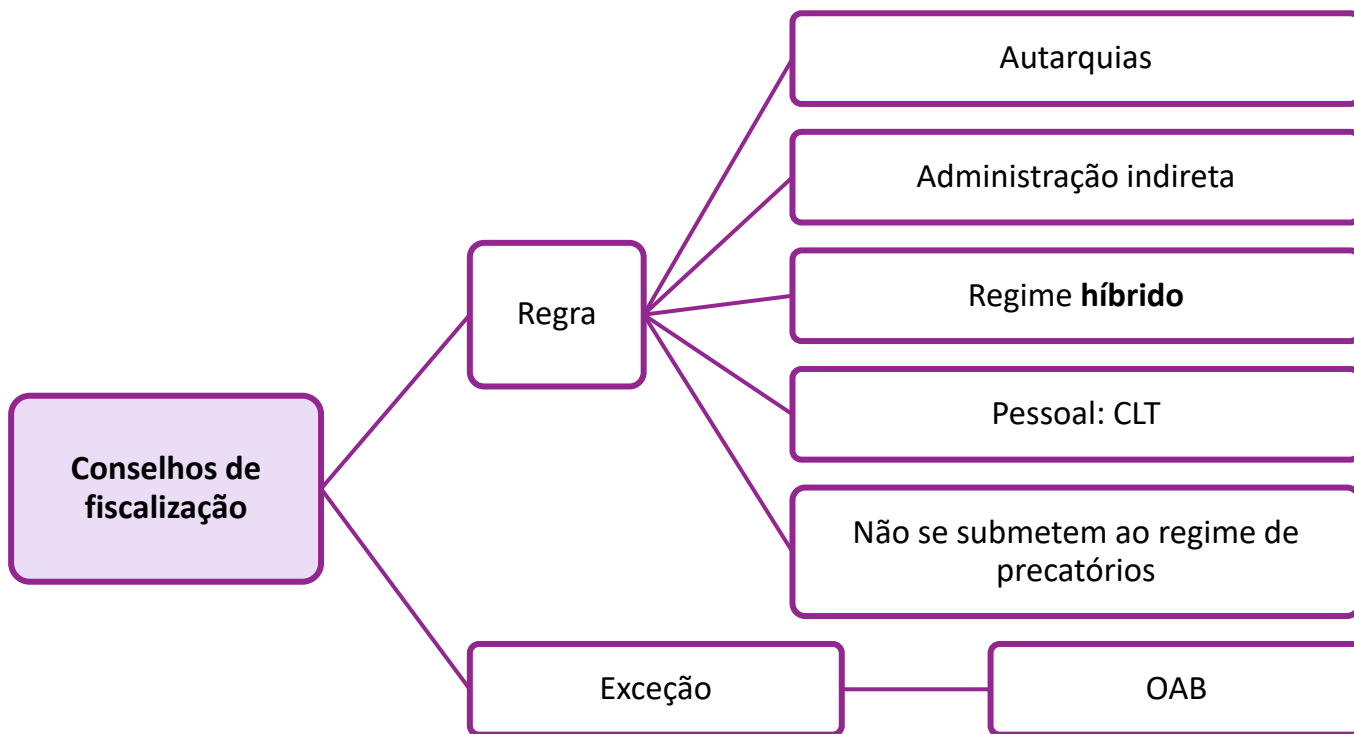 Conselhos de
fiscalização
Regra
Autarquias
Administração indireta
Regime híbrido
Pessoal: CLT
Não se submetem ao regime de
precatórios
Exceção
OAB